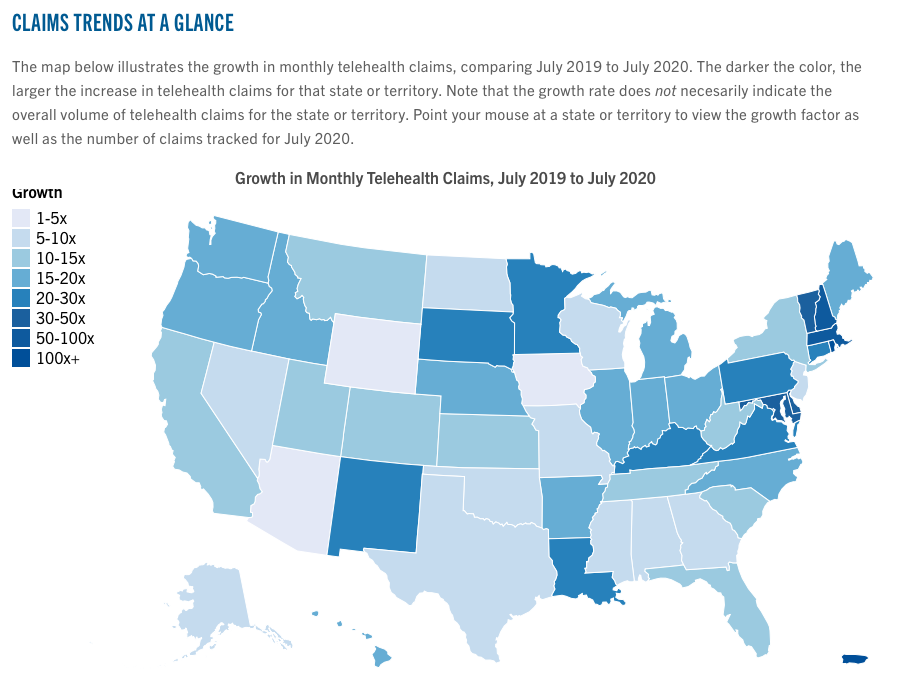 CLAIMS TRENDS AT A GLANCE
The map below illustrates the growth in monthly telehealth claims, comparing July 2019 to July 2020. The darker the color, the
larger the increase in telehealth claims for that state or territory. Note that the growth rate does not necesarily indicate the
overall volume of telehealth claims for the state or territory. Point your mouse at a state or territory to view the growth factor as
well as the number of claims tracked for July 2020.
Growth in Monthly Telehealth Claims, July 2019 to July 2020
Growth
1-5x
5-10x
10-15x
15-20x
20-30x
30-50x
50-100x
100x+